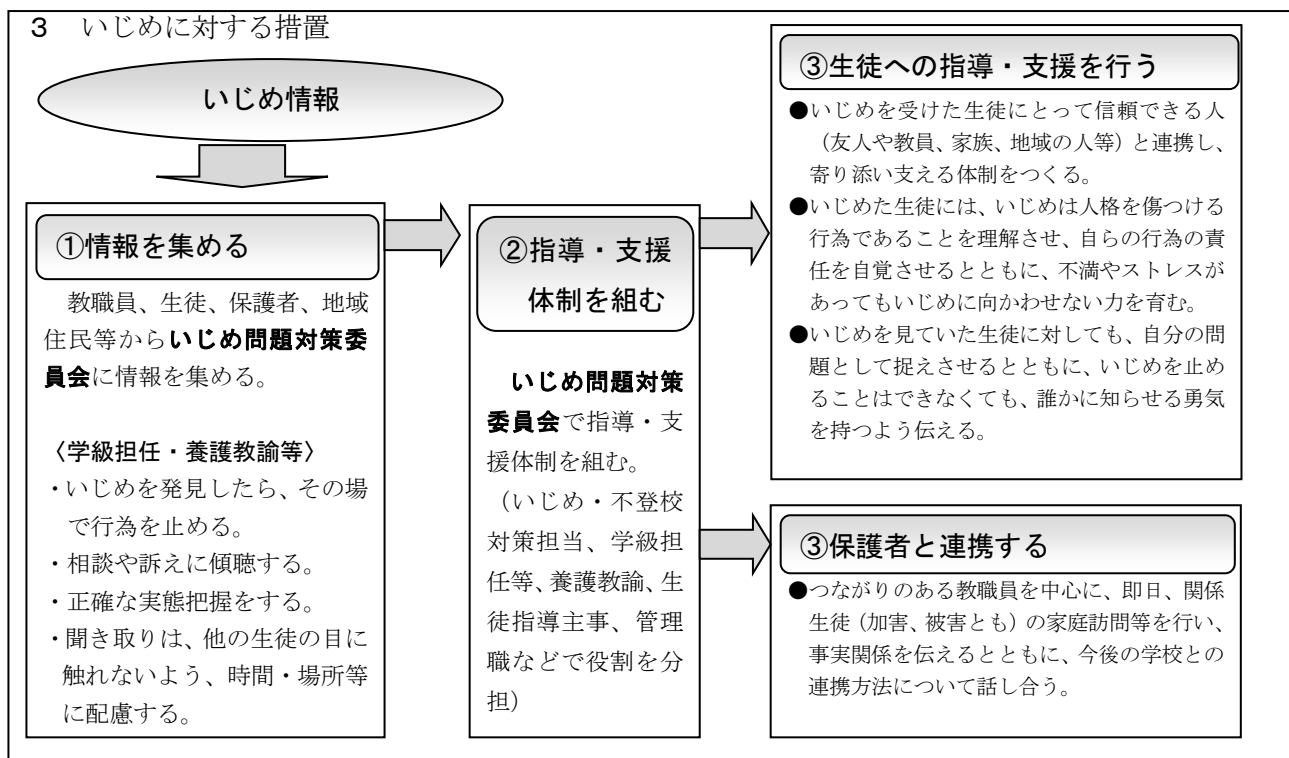 3　いじめに対する措置
いじめ情報
①情報を集める
教職員、生徒、保護者、地域
住民等からいじめ問題対策委
員会に情報を集める。
〈学級担任・養護教諭等〉
・いじめを発見したら、その場
で行為を止める。
・相談や訴えに傾聴する。
・正確な実態把握をする。
・聞き取りは、他の生徒の目に
触れないよう、時間・場所等
に配慮する。
②指導・支援
体制を組む
いじめ問題対策
委員会で指導・支
援体制を組む。
（いじめ・不登校
対策担当、学級担
任等、養護教諭、生
徒指導主事、管理
職などで役割を分
担）
③生徒への指導・支援を行う
●いじめを受けた生徒にとって信頼できる人
（友人や教員、家族、地域の人等）と連携し、
寄り添い支える体制をつくる。
●いじめた生徒には、いじめは人格を傷つける
行為であることを理解させ、自らの行為の責
任を自覚させるとともに、不満やストレスが
あってもいじめに向かわせない力を育む。
●いじめを見ていた生徒に対しても、自分の問
題として捉えさせるとともに、いじめを止め
ることはできなくても、誰かに知らせる勇気
を持つよう伝える。
③保護者と連携する
●つながりのある教職員を中心に、即日、関係
生徒（加害、被害とも）の家庭訪問等を行い、
事実関係を伝えるとともに、今後の学校との
連携方法について話し合う。